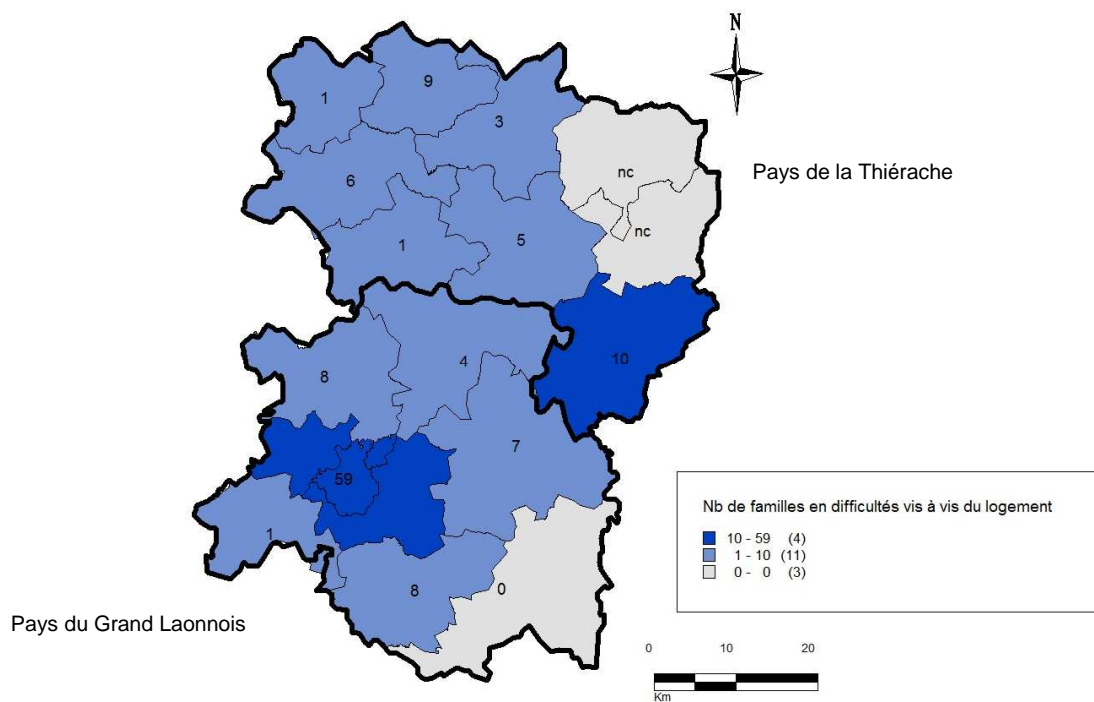 N
9
1
3
nc
Pays de la Thiérache
6
nc
5
1
10
4
8
7
59
Nb de familles en difficultés vis à vis du logement
10 - 59 (4)
1 - 10 (11)
0 - 0 (3)
1
8
0
Pays du Grand Laonnois
0 10 20
Km